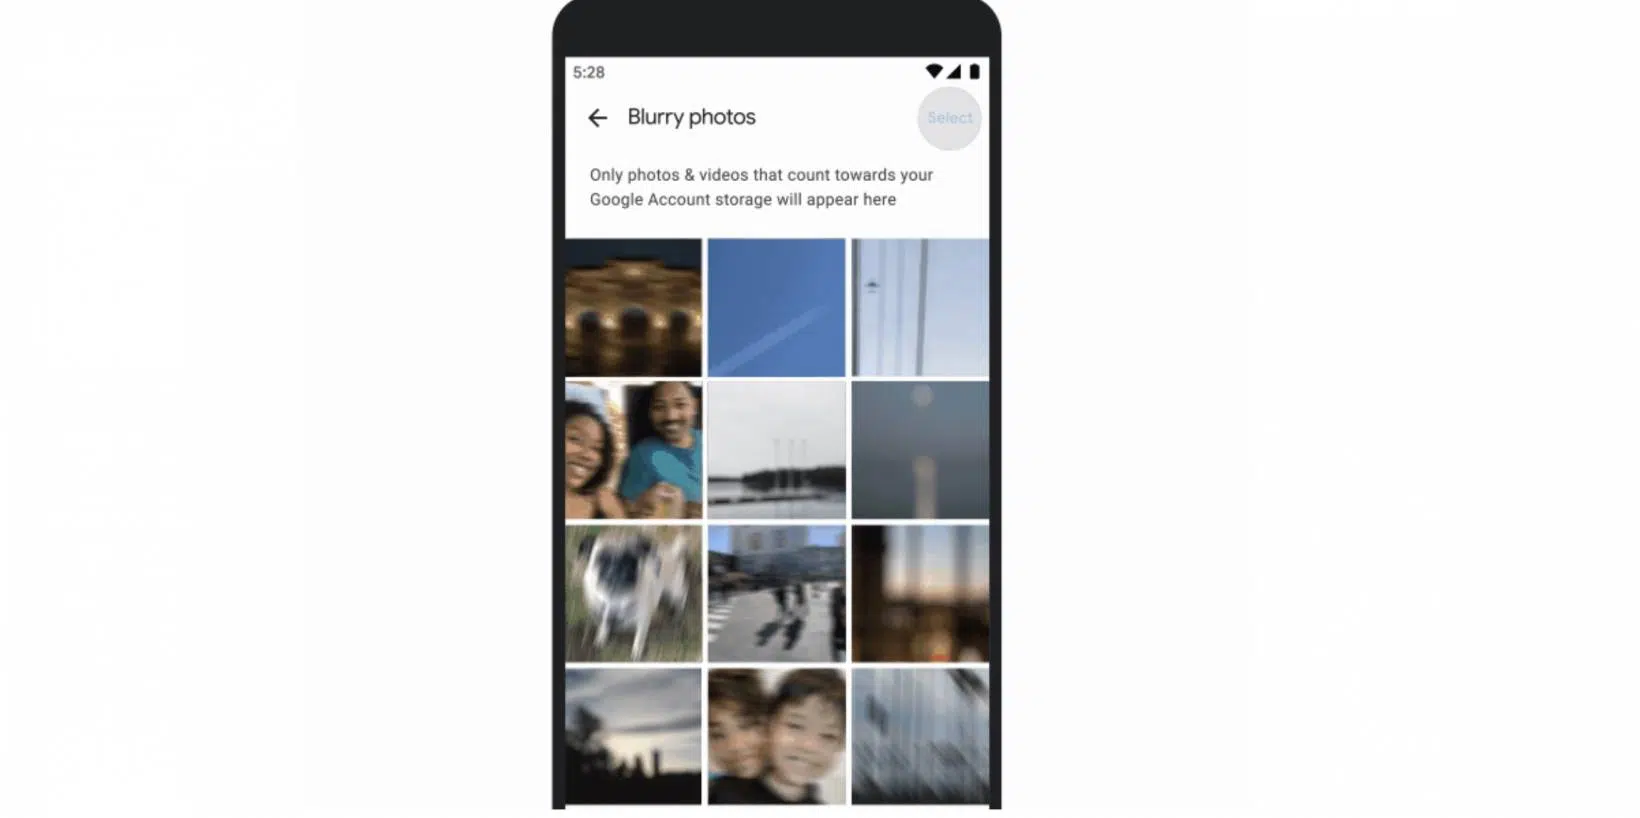 5:28
Blurry photos
Select
Only photos & videos that count towards your
Google Account storage will appear here